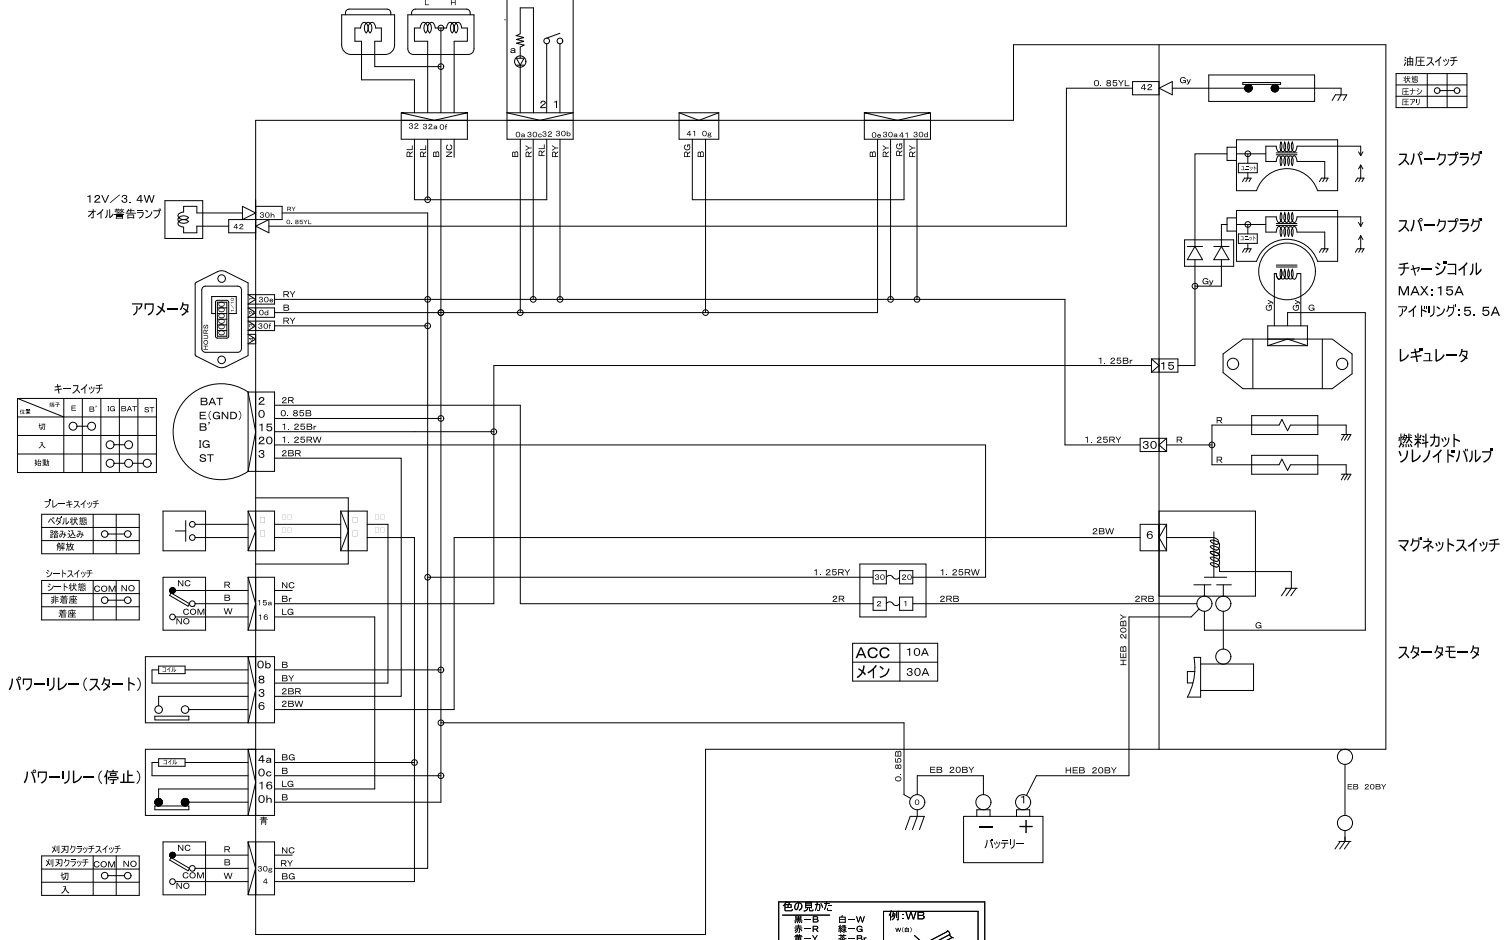 L H
a
2 1
32 32a 0f
RL RL B NC
0a 30c 32 30b
B RY RL RY
41 0g
RG B
0e 30a 41 30d
B RY RG RY
0. 85YL
42
Gy
油圧スイッチ
状態
圧ナシ
圧アリ
スパークプラグ
ユニット
スパークプラグ
ユニット
12V／3. 4W
オイル警告ランプ
30h RY
42 0. 85YL
チャージコイル
MAX: 15A
アイドリング: 5. 5A
Gy
Gy Gy G
アワメータ
HOURS
30e RY
0d B
30f RY
レギュレータ
1. 25Br
15
キースイッチ
端子
位置
E B' IG BAT ST
切
入
始動
BAT 2 2R
E(GND) 0 0. 85B
B' 15 1. 25Br
IG 20 1. 25RW
ST 3 2BR
1. 25RY
30 R
R
R
燃料カット
ソレノイドバルブ
ブレーキスイッチ
ペダル状態
踏み込み
解放
2BW
6
マグネットスイッチ
シートスイッチ
シート状態 COM NO
非着座
着座
NC R NC
B 15a Br
COM W 16 LG
NO
1. 25RY 30 20 1. 25RW
2R 2 1 2RB
2RB
G
HEB 20BY
ACC 10A
メイン 30A
スタータモータ
パワーリレー(スタート)
コイル
0b B
8 BY
3 2BR
6 2BW
パワーリレー(停止)
コイル
4a BG
0c B
16 LG
0h B
青
0. 85B
EB 20BY
HEB 20BY
EB 20BY
0
1
－ ＋
バッテリー
刈刃クラッチスイッチ
刈刃クラッチ COM NO
切
入
NC R NC
B 30g RY
COM W 4 BG
NO
色の見かた
黒－B 白－W
赤－R 緑－G
黄－Y 茶－Br
例:WB
W(白)